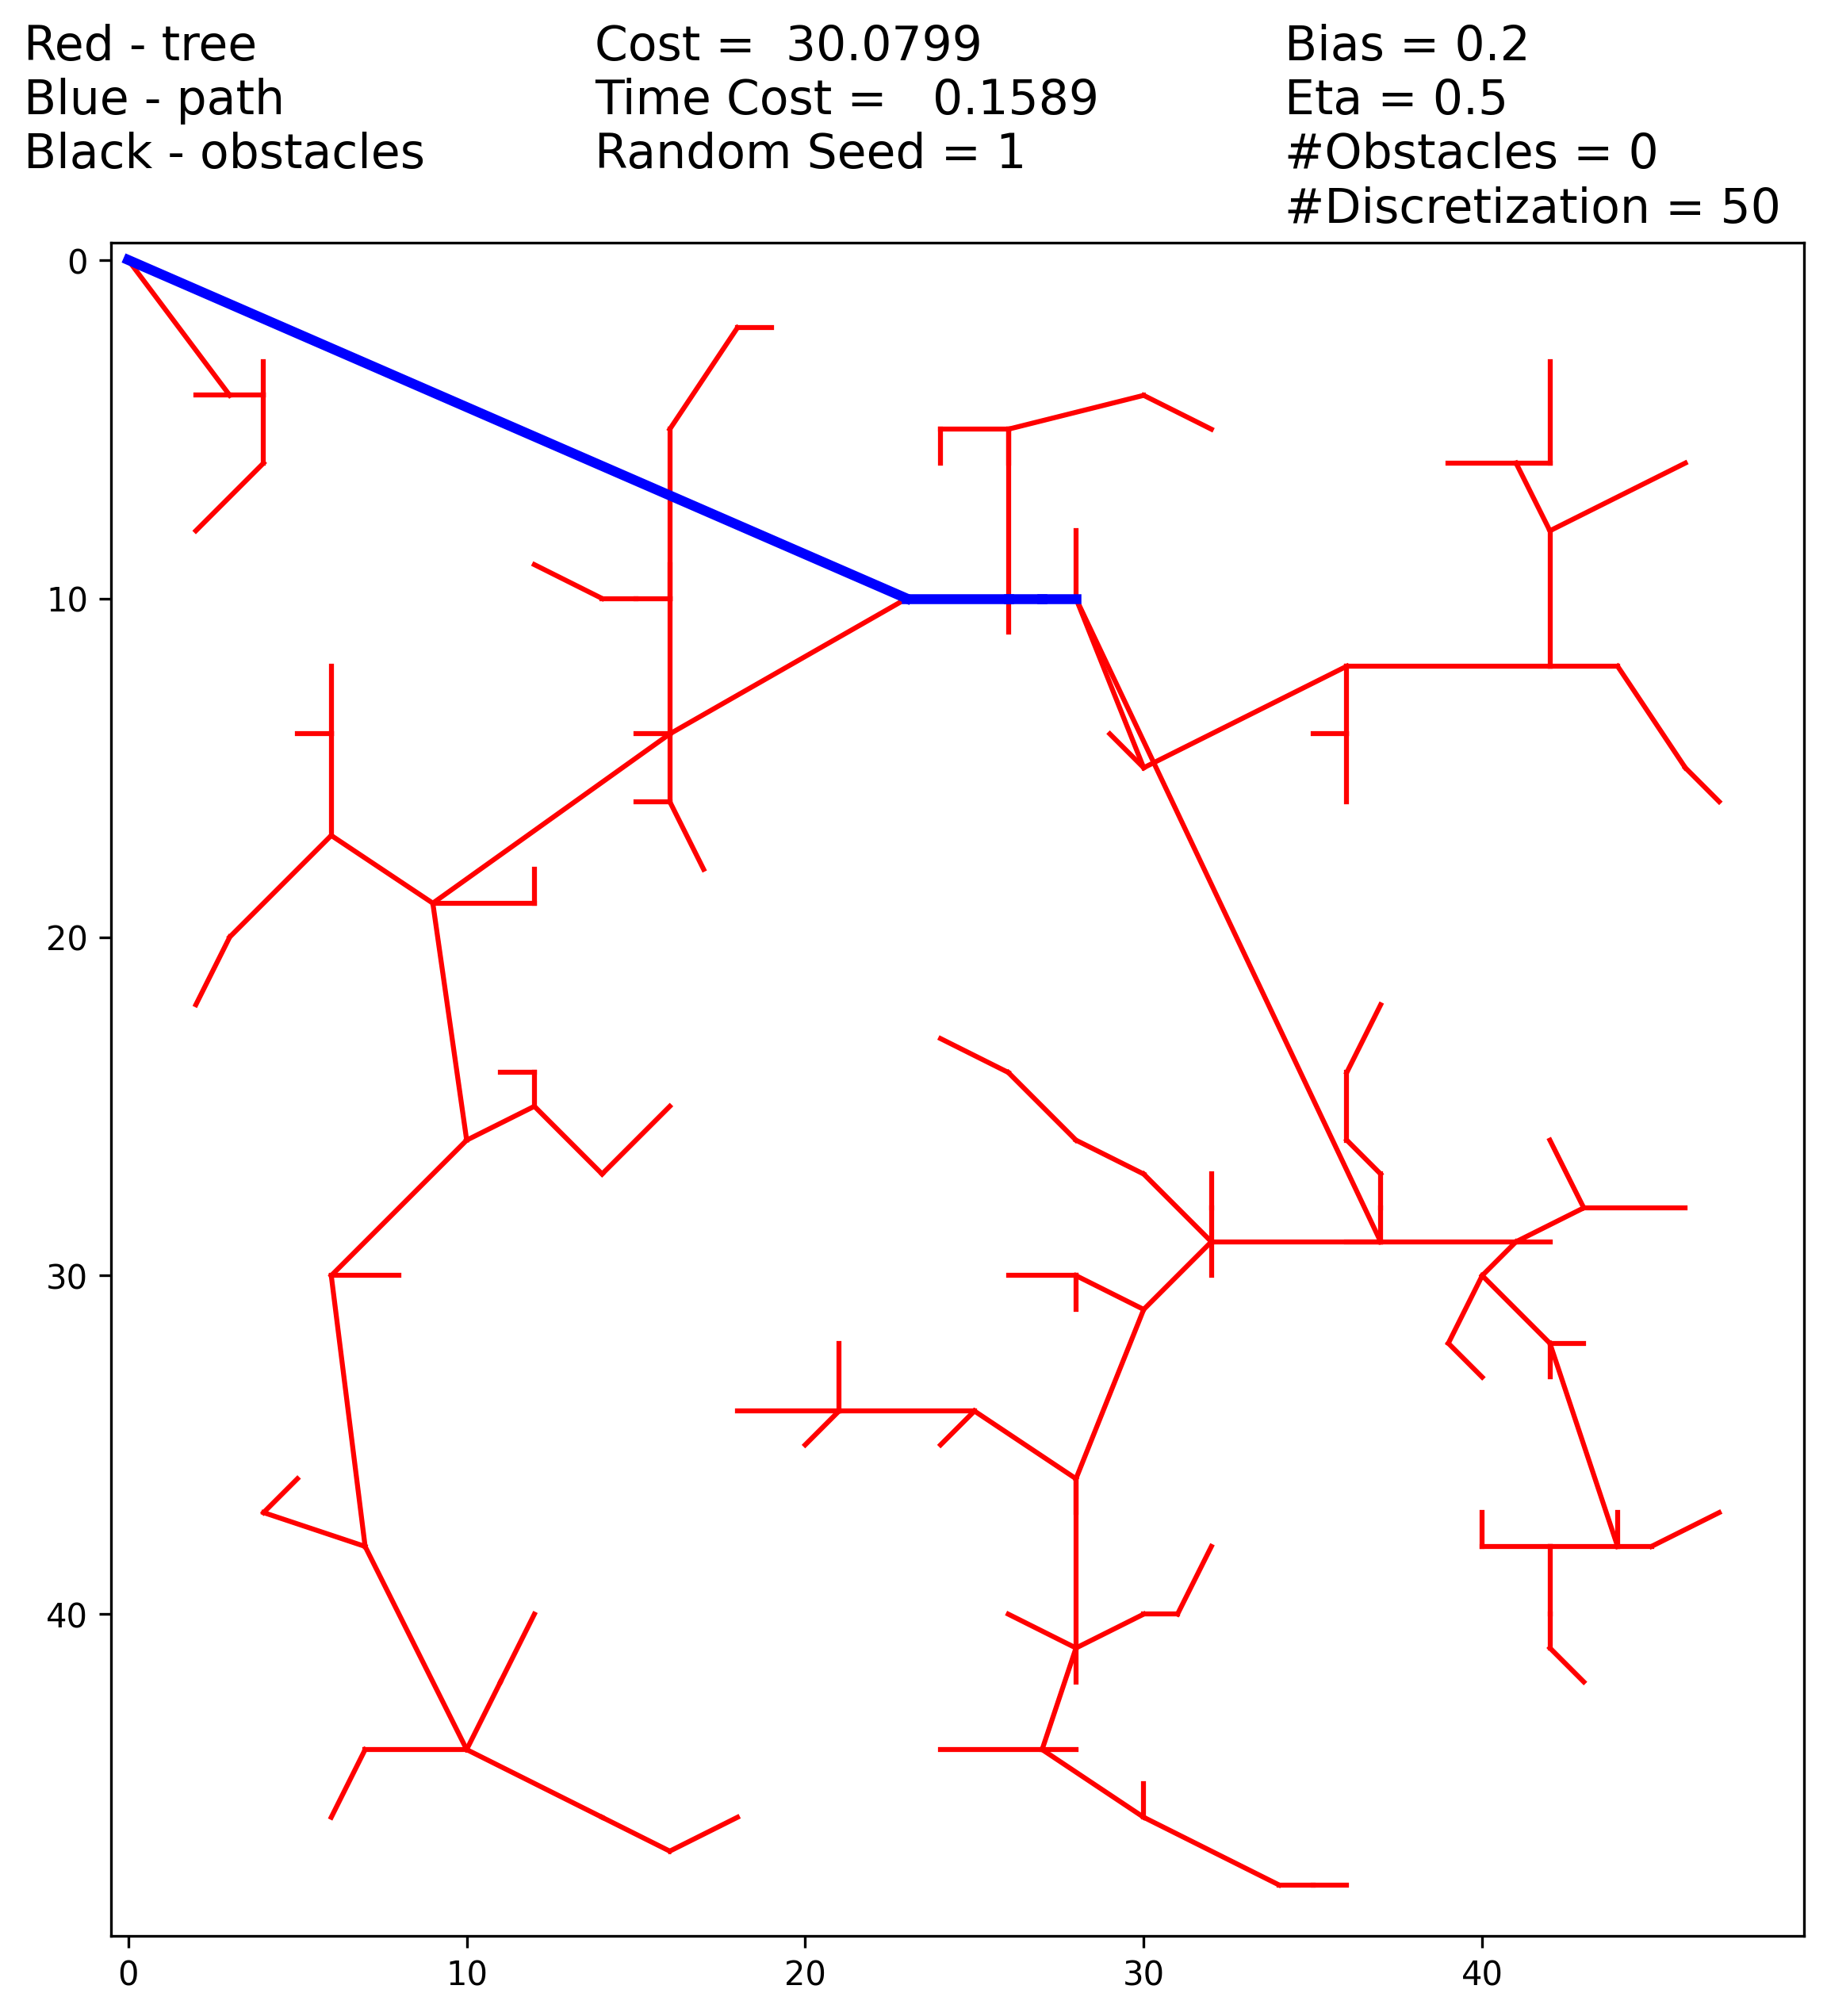 Red - tree
Blue - path
Black - obstacles
Cost =  30.0799
Time Cost =   0.1589
Random Seed = 1
Bias = 0.2
Eta = 0.5
#Obstacles = 0
#Discretization = 50
0
10
20
30
40
0
10
20
30
40